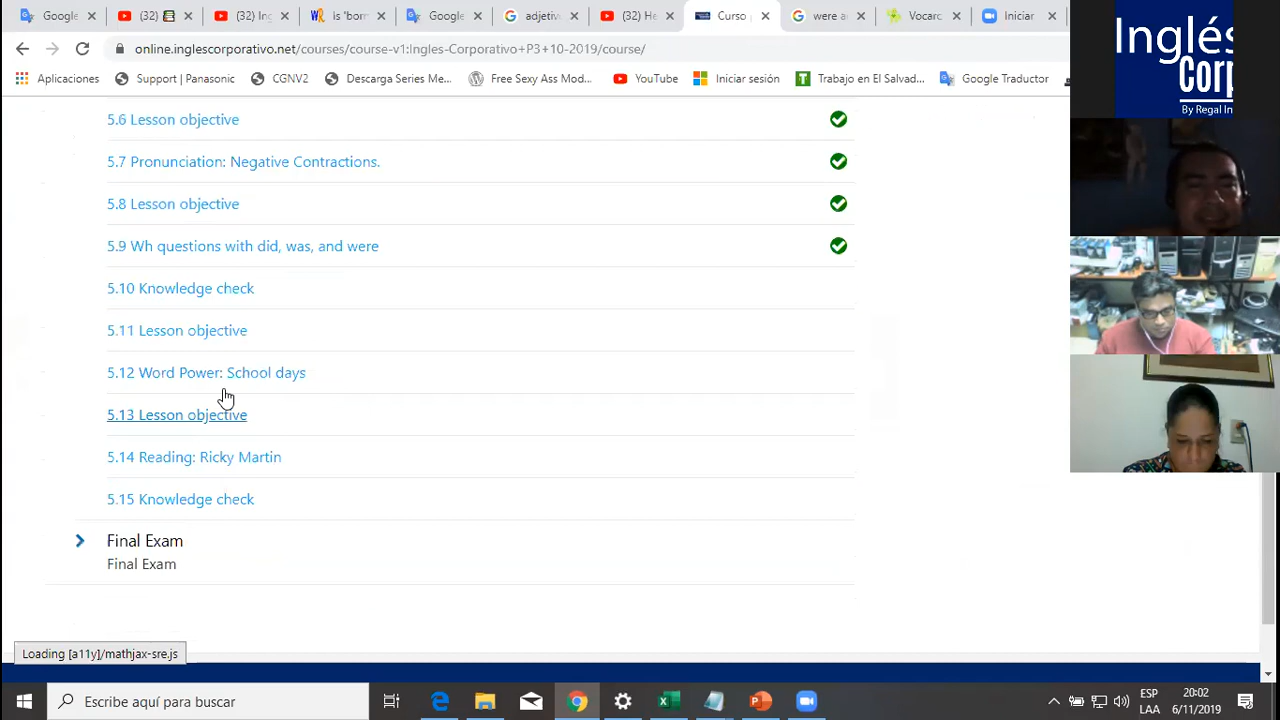 Google
(32)
(32) Ing
is 'born
Google
adjetiv
(32) He
Curso
were a
Vocarc
Iniciar
online.inglescorporativo.net/courses/course-v1:Ingles-Corporativo+P3+10-2019/course/
Aplicaciones
Support | Panasonic
CGNV2
Descarga Series Me...
Free Sexy Ass Mod...
YouTube
Iniciar sesión
Trabajo en El Salvad...
Google Traductor
Inglés
Corp
By Regal In
5.6 Lesson objective
5.7 Pronunciation: Negative Contractions.
5.8 Lesson objective
5.9 Wh questions with did, was, and were
5.10 Knowledge check
5.11 Lesson objective
5.12 Word Power: School days
5.13 Lesson objective
5.14 Reading: Ricky Martin
5.15 Knowledge check
Final Exam
Final Exam
Loading [a11y]/mathjax-sre.js
Escribe aquí para buscar
ESP
LAA
20:02
6/11/2019